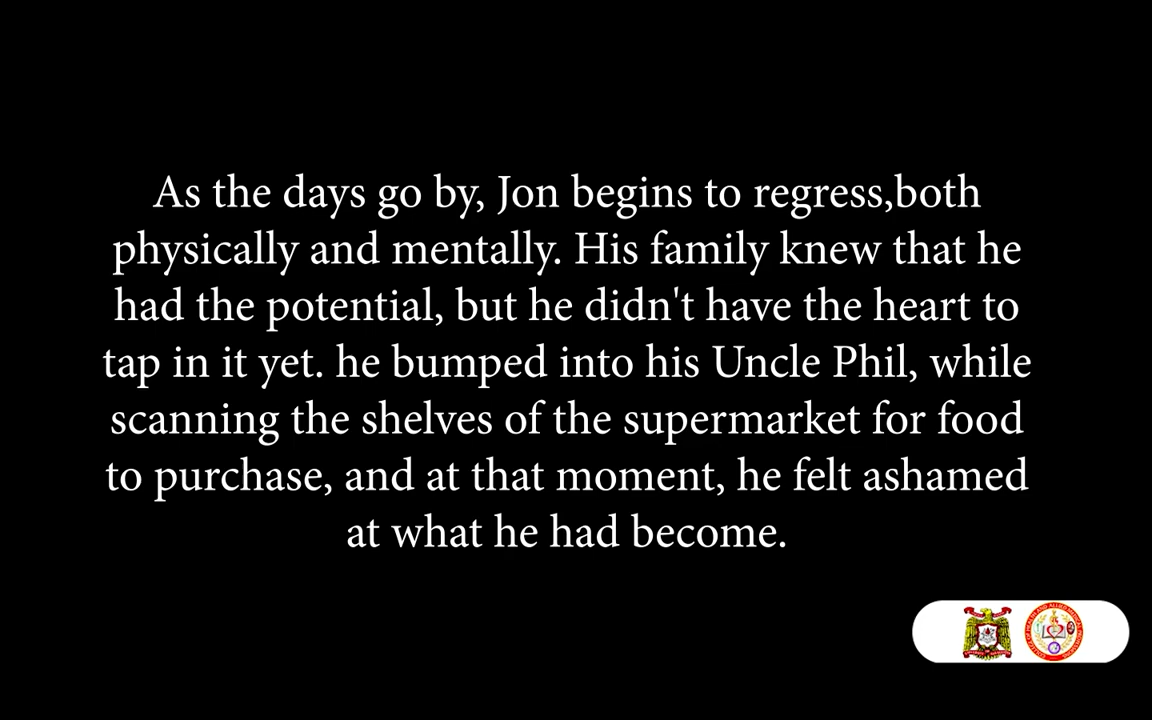 As the days go by, Jon begins to regress,both
physically and mentally. His family knew that he
had the potential, but he didn't have the heart to
tap in it yet. he bumped into his Uncle Phil, while
scanning the shelves of the supermarket for food
to purchase, and at that moment, he felt ashamed
at what he had become.